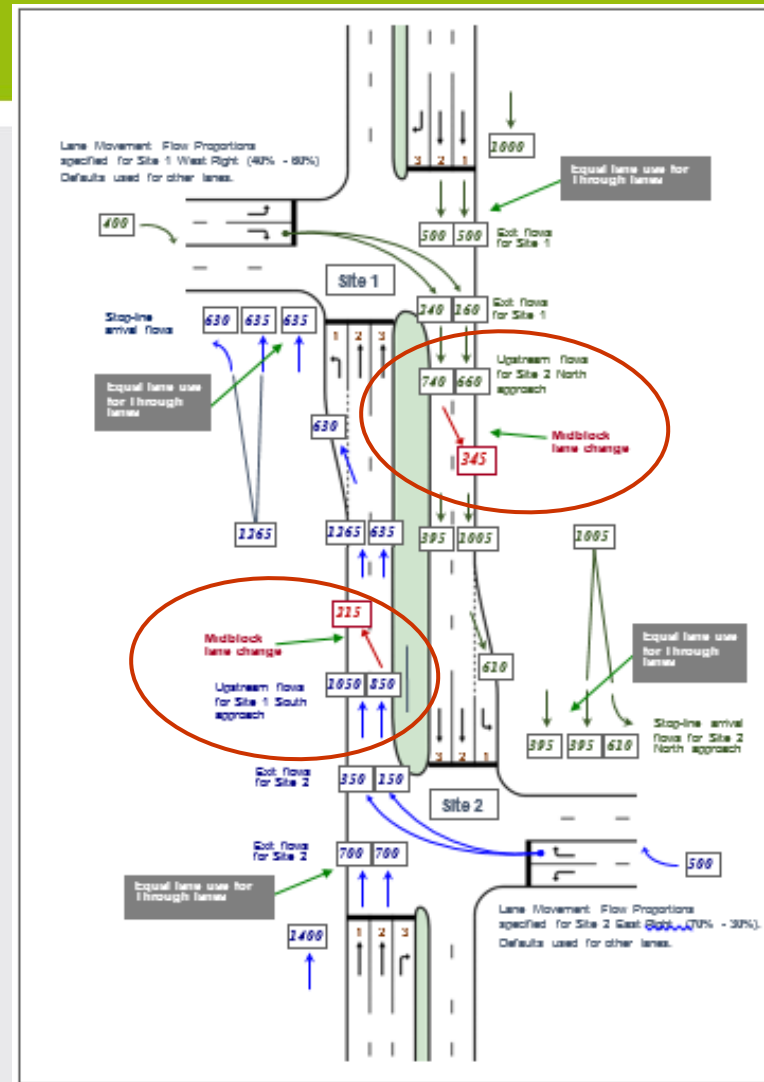 Lane Movement Flow Proportions
specified for Site 1 West Right (40% - 60%)
Defaults used for other lanes.
1000
3 2 1
Equal lane use for
Through lanes
400
500 500
Exit flows
for Site 1
Site 1
240 160
Exit flows
for Site 1
Stop-line
arrival flows
630 635 635
1 2 3
Upstream flows
for Site 2 North
approach
740 660
Equal lane use
for Through
lanes
630
Midblock
lane change
345
1265
1265 635
395 1005
1005
215
Midblock
lane change
Equal lane use
for Through
lanes
610
1050 850
Upstream flows
for Site 1 South
approach
Stop-line arrival
flows for Site 2
North approach
395 395 610
3 2 1
Exit flows
for Site 2
350 150
Site 2
Exit flows
for Site 2
700 700
500
Equal lane use for
Through lanes
Lane Movement Flow Proportions
specified for Site 2 East Right (70% - 30%).
Defaults used for other lanes.
1400
1 2 3